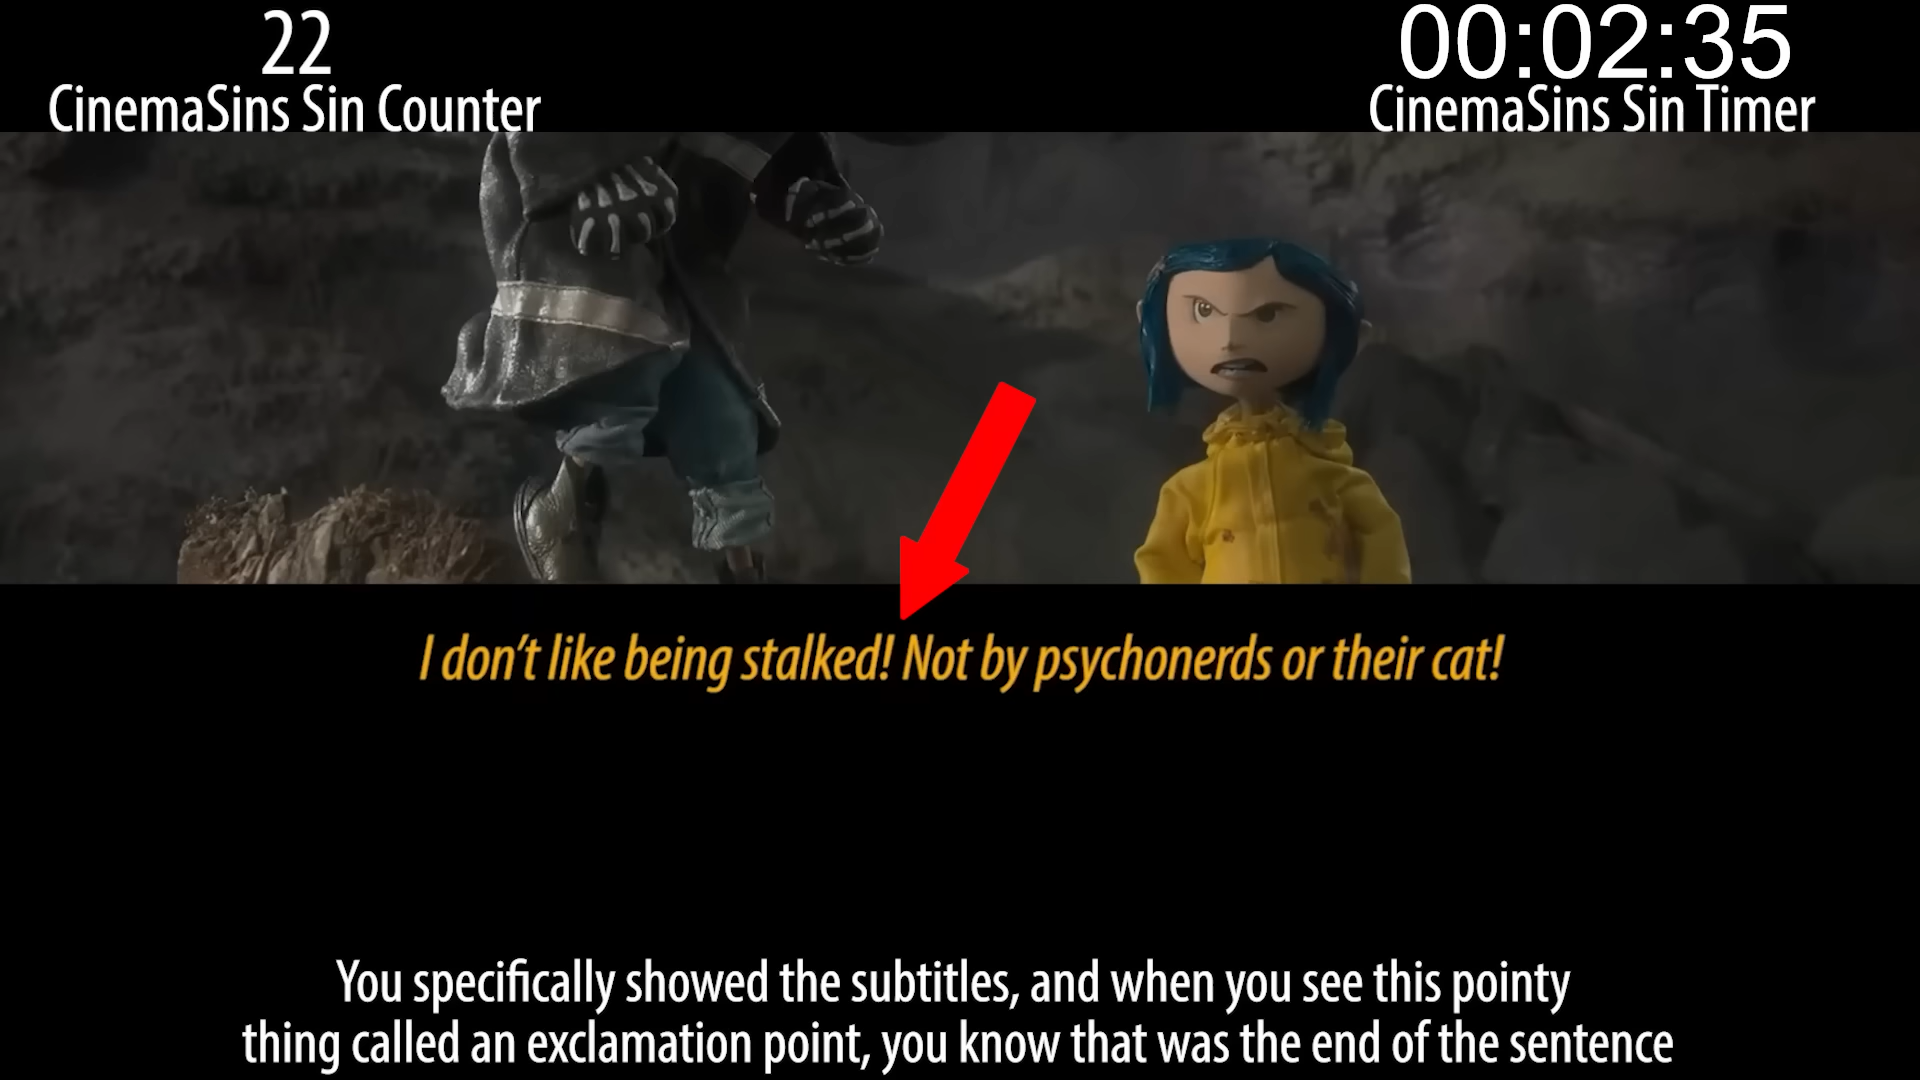 22
CinemaSins Sin Counter
00:02:35
CinemaSins Sin Timer
I don't like being stalked! Not by psychonerds or their cat!
You specifically showed the subtitles, and when you see this pointy
thing called an exclamation point, you know that was the end of the sentence